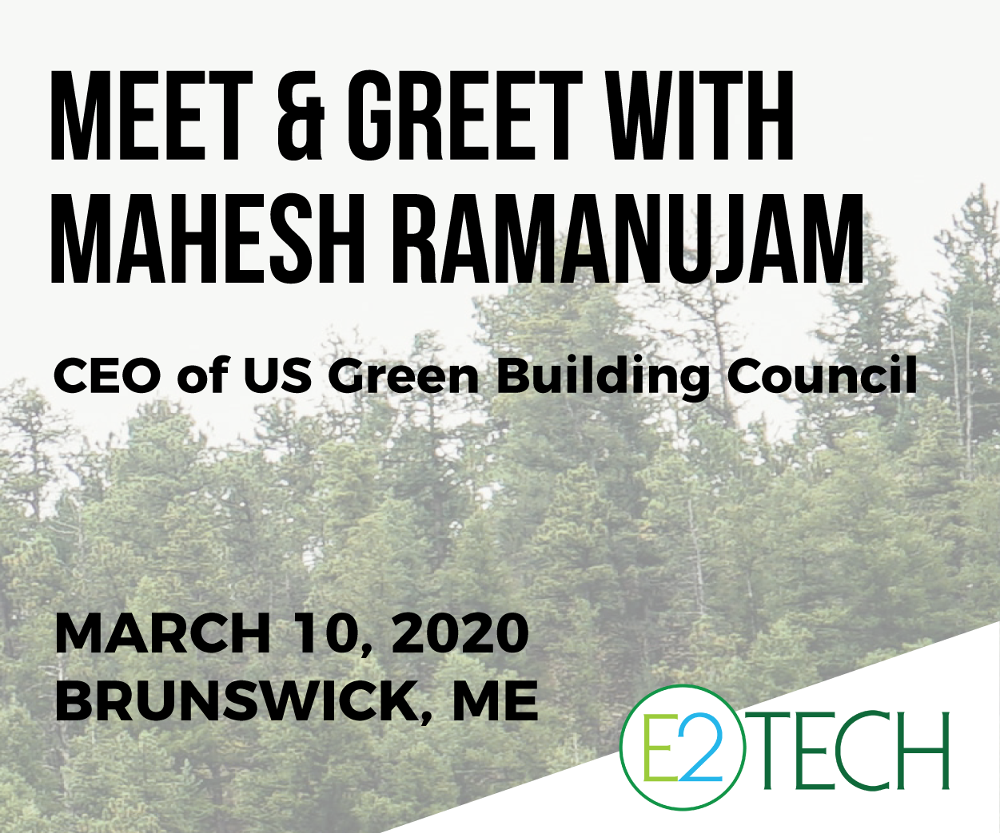 MEET & GREET WITH
MAHESH RAMANUJAM
CEO of US Green Building Council
MARCH 10, 2020
BRUNSWICK, ME
E2TECH